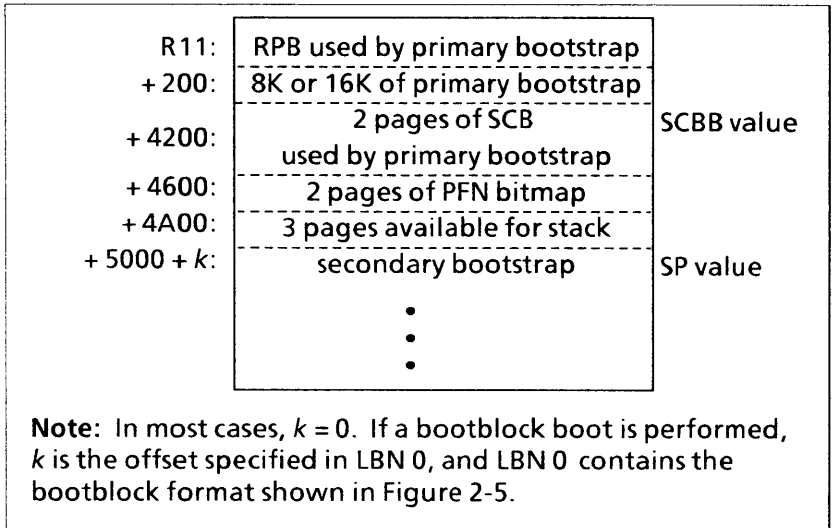 R11: RPB used by primary bootstrap
+ 200: 8K or 16K of primary bootstrap
+ 4200: 2 pages of SCB SCBB value
used by primary bootstrap
+ 4600: 2 pages of PFN bitmap
+ 4A00: 3 pages available for stack
+ 5000 + k: secondary bootstrap SP value
Note: In most cases, k = 0. If a bootblock boot is performed,
k is the offset specified in LBN 0, and LBN 0 contains the
bootblock format shown in Figure 2-5.